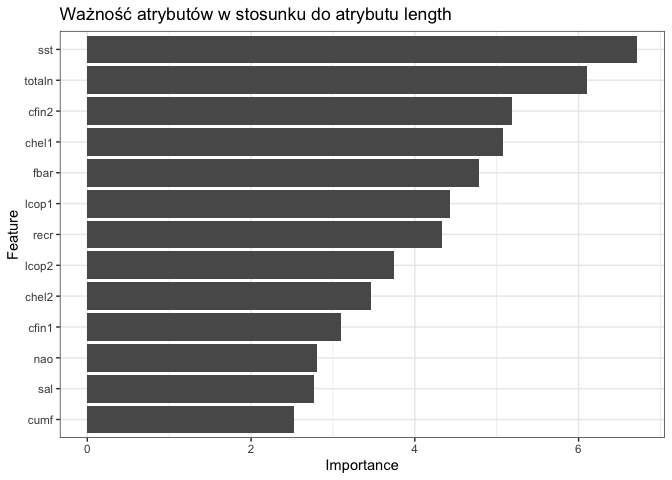 Ważność atrybutów w stosunku do atrybutu length
sst
totaln
cfin2
chel1
fbar
lcop1
recr
lcop2
chel2
cfin1
nao
sal
cumf
Feature
0 2 4 6
Importance